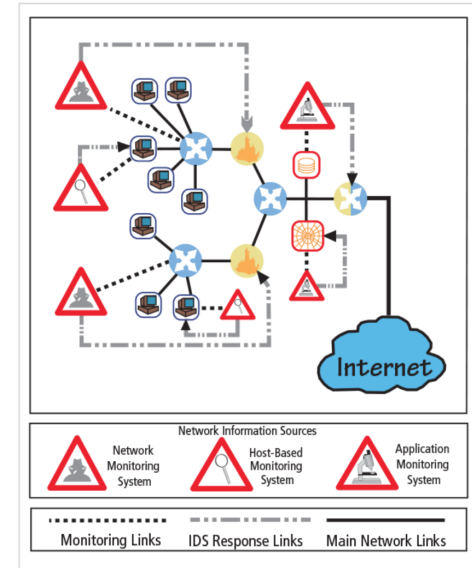 Internet
Network Information Sources
Network
Monitoring
System
Host-Based
Monitoring
System
Application
Monitoring
System
Monitoring Links
IDS Response Links
Main Network Links